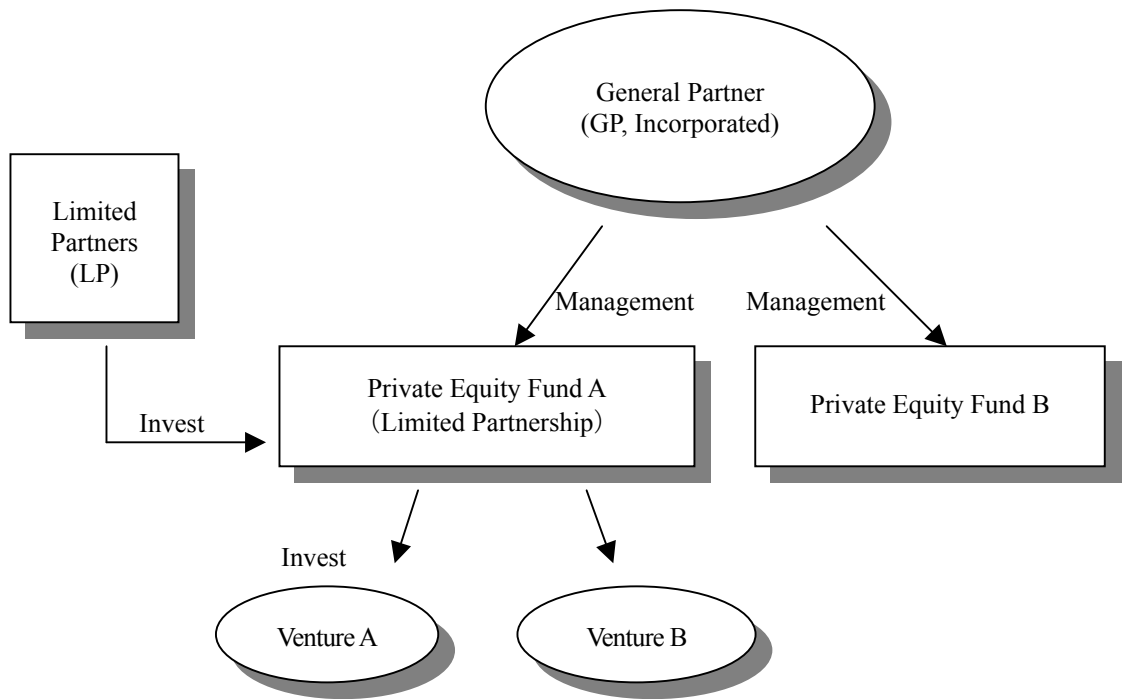 General Partner
(GP, Incorporated)
Limited
Partners
(LP)
Management
Management
Private Equity Fund A
（Limited Partnership）
Private Equity Fund B
Invest
Invest
Venture A
Venture B